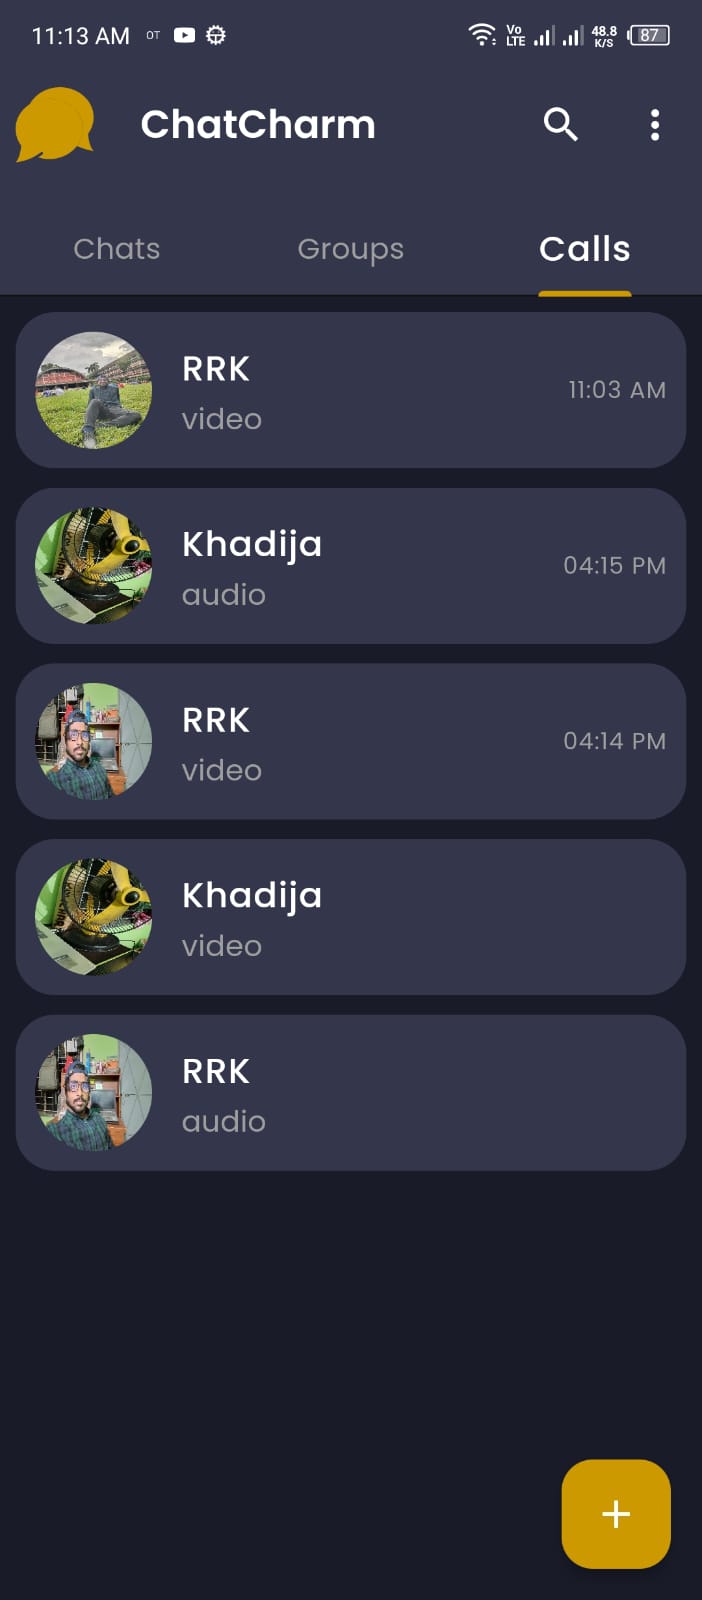 11:13 AM OT Vo LTE 48.8 K/S 87
ChatCharm
Chats Groups Calls
RRK
video
11:03 AM
Khadija
audio
04:15 PM
RRK
video
04:14 PM
Khadija
video
RRK
audio